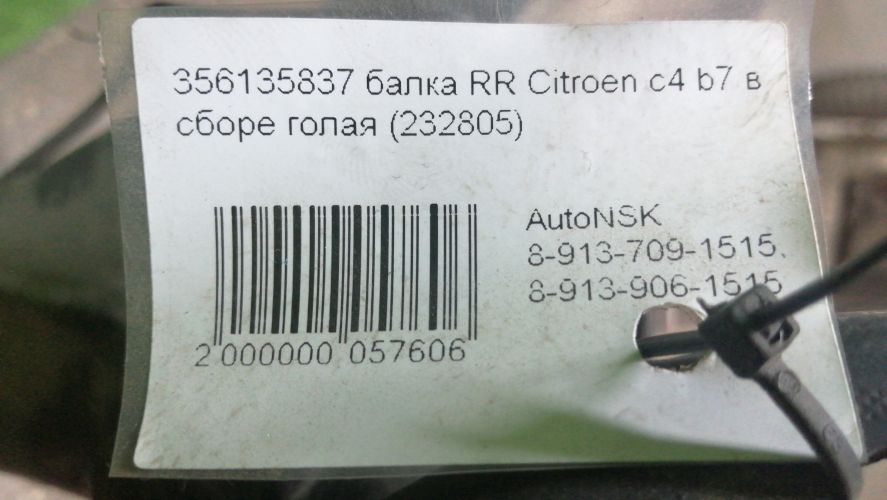 356135837 балка RR Citroen c4 b7 в
сборе голая (232805)
AutoNSK
8-913-709-1515,
8-913-906-1515
2 000000 057606